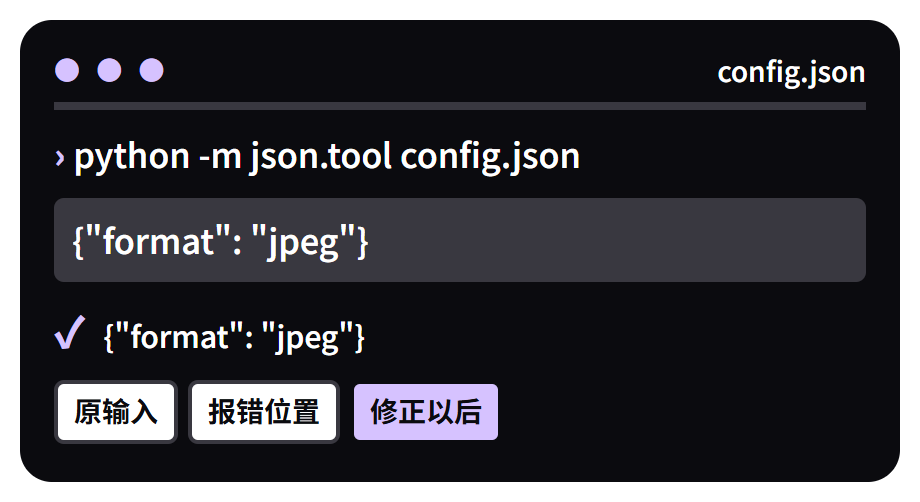 config.json
› python -m json.tool config.json
{"format": "jpeg"}
✓ {"format": "jpeg"}
原输入 报错位置 修正以后